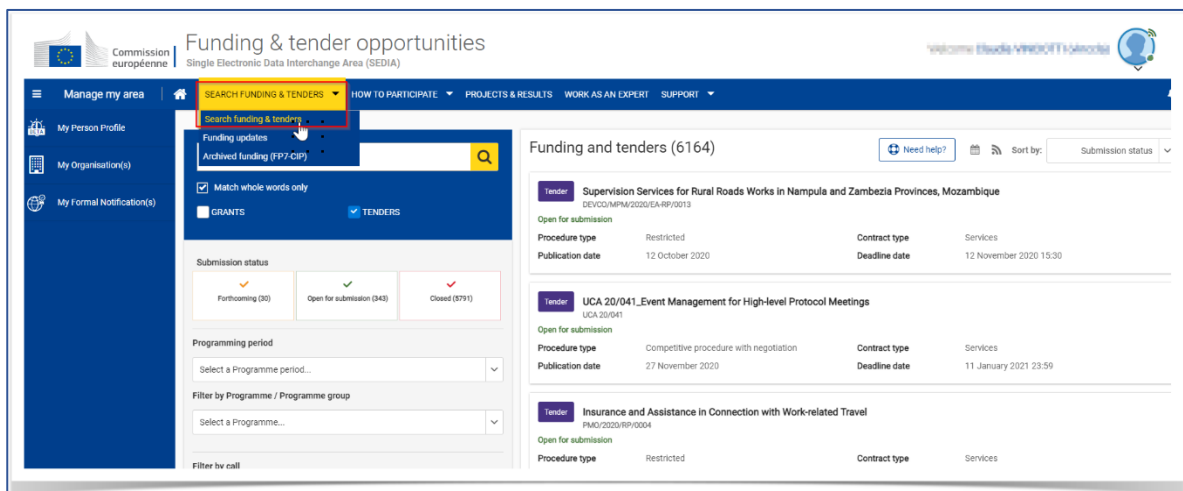 Commission
européenne
Funding & tender opportunities
Single Electronic Data Interchange Area (SEDIA)
Welcome
Manage my area
SEARCH FUNDING & TENDERS
HOW TO PARTICIPATE
PROJECTS & RESULTS
WORK AS AN EXPERT
SUPPORT
My Person Profile
My Organisation(s)
My Formal Notification(s)
Search funding & tenders
Funding updates
Archived funding (FP7-CIP)
Match whole words only
GRANTS
TENDERS
Submission status
Forthcoming (30)
Open for submission (343)
Closed (5791)
Programming period
Select a Programme period...
Filter by Programme / Programme group
Select a Programme...
Filter by call
Funding and tenders (6164)
Need help?
Sort by:
Submission status
Tender
Supervision Services for Rural Roads Works in Nampula and Zambezia Provinces, Mozambique
DEVCO/MPM/2020/EA-RP/0013
Open for submission
Procedure type Restricted Contract type Services
Publication date 12 October 2020 Deadline date 12 November 2020 15:30
Tender
UCA 20/041_Event Management for High-level Protocol Meetings
UCA 20/041
Open for submission
Procedure type Competitive procedure with negotiation Contract type Services
Publication date 27 November 2020 Deadline date 11 January 2021 23:59
Tender
Insurance and Assistance in Connection with Work-related Travel
PMO/2020/RP/0004
Open for submission
Procedure type Restricted Contract type Services